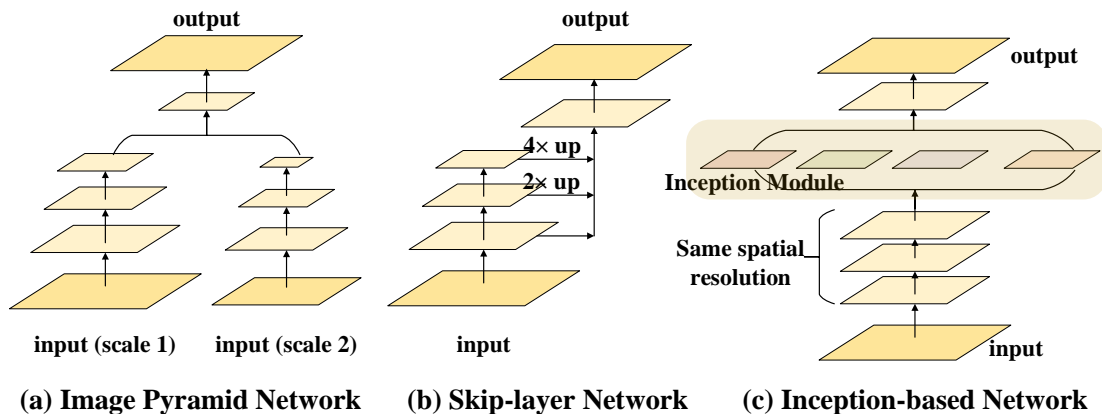 output
input (scale 1)
input (scale 2)
(a) Image Pyramid Network
output
4× up
2× up
input
(b) Skip-layer Network
output
Inception Module
Same spatial
resolution
input
(c) Inception-based Network